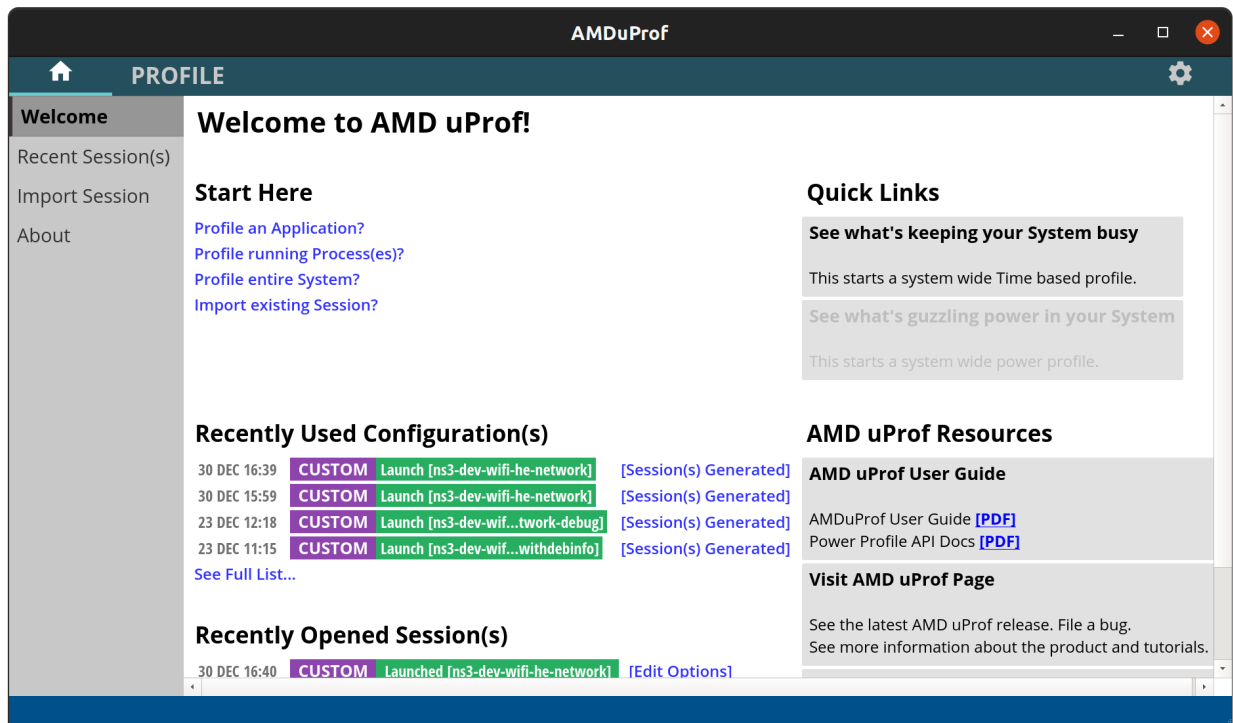 AMDuProf
PROFILE
Welcome
Recent Session(s)
Import Session
About
Welcome to AMD uProf!
Start Here
Profile an Application?
Profile running Process(es)?
Profile entire System?
Import existing Session?
Quick Links
See what's keeping your System busy
This starts a system wide Time based profile.
See what's guzzling power in your System
This starts a system wide power profile.
Recently Used Configuration(s)
30 DEC 16:39 CUSTOM Launch [ns3-dev-wifi-he-network] [Session(s) Generated]
30 DEC 15:59 CUSTOM Launch [ns3-dev-wifi-he-network] [Session(s) Generated]
23 DEC 12:18 CUSTOM Launch [ns3-dev-wif...twork-debug] [Session(s) Generated]
23 DEC 11:15 CUSTOM Launch [ns3-dev-wif...withdebinfo] [Session(s) Generated]
See Full List...
Recently Opened Session(s)
30 DEC 16:40 CUSTOM Launched [ns3-dev-wifi-he-network] [Edit Options]
AMD uProf Resources
AMD uProf User Guide
AMDuProf User Guide [PDF]
Power Profile API Docs [PDF]
Visit AMD uProf Page
See the latest AMD uProf release. File a bug.
See more information about the product and tutorials.